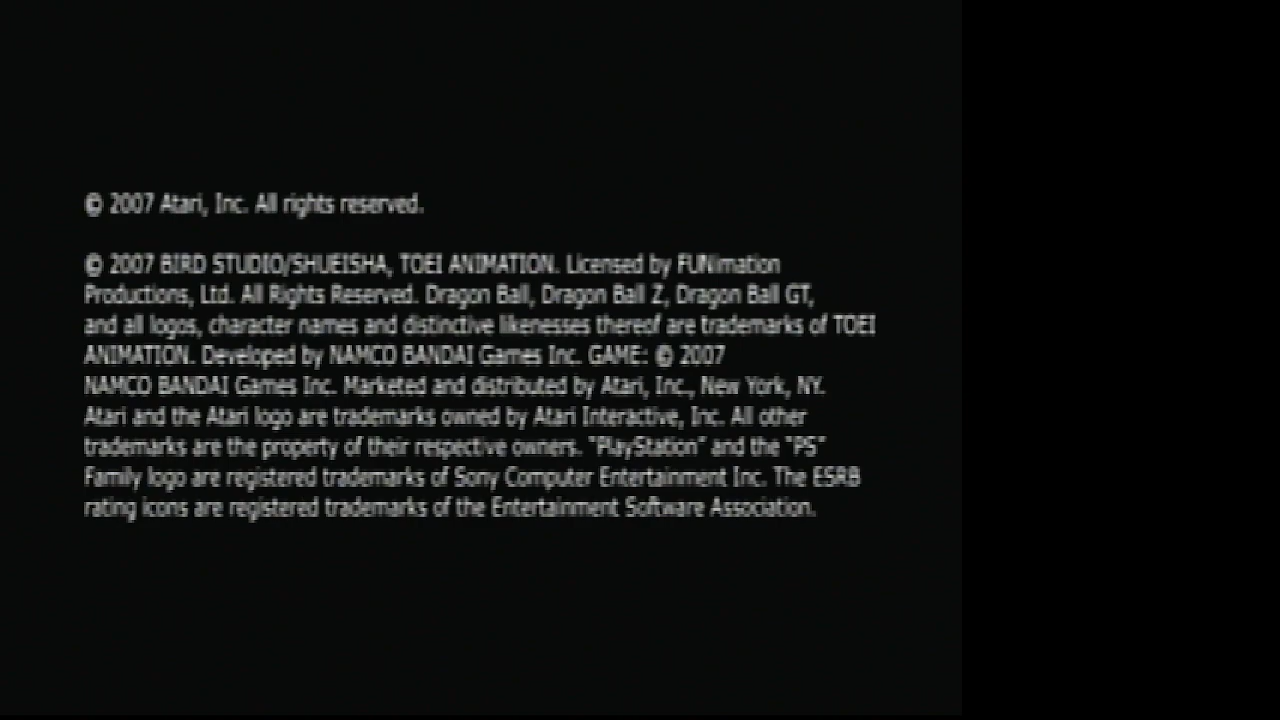 © 2007 Atari, Inc. All rights reserved.
© 2007 BIRD STUDIO/SHUEISHA, TOEI ANIMATION. Licensed by FUNimation
Productions, Ltd. All Rights Reserved. Dragon Ball, Dragon Ball Z, Dragon Ball GT,
and all logos, character names and distinctive likenesses thereof are trademarks of TOEI
ANIMATION. Developed by NAMCO BANDAI Games Inc. GAME: © 2007
NAMCO BANDAI Games Inc. Marketed and distributed by Atari, Inc., New York, NY.
Atari and the Atari logo are trademarks owned by Atari Interactive, Inc. All other
trademarks are the property of their respective owners. "PlayStation" and the "PS"
Family logo are registered trademarks of Sony Computer Entertainment Inc. The ESRB
rating icons are registered trademarks of the Entertainment Software Association.